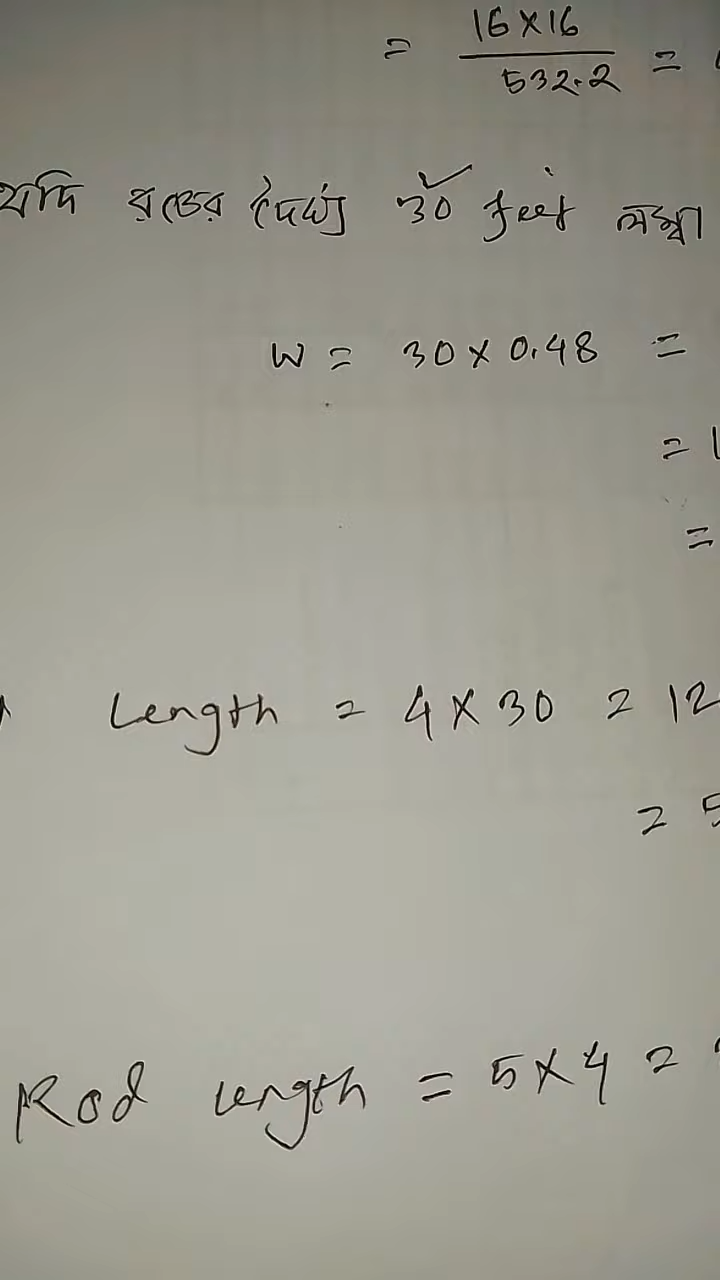 = 16×16 / 532.2 =
যদি রডের দৈর্ঘ্য 30 feet লম্বা
W = 30 × 0.48 =
= 1
=
Length = 4 × 30 = 12
= 5
Rod length = 5 × 4 =